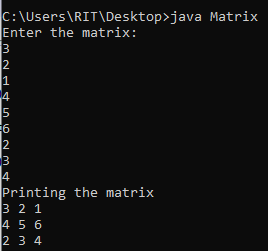 C:\Users\RIT\Desktop>java Matrix
Enter the matrix:
3
2
1
4
5
6
2
3
4
Printing the matrix
3 2 1
4 5 6
2 3 4